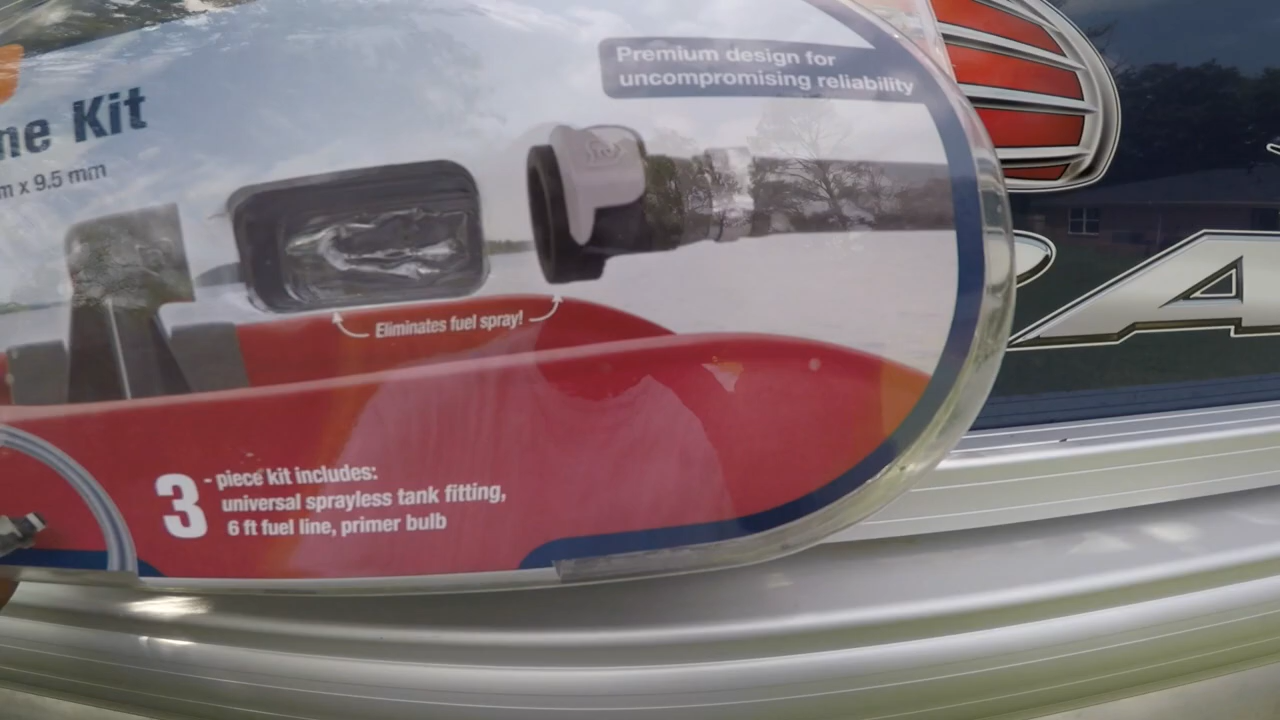 ne Kit
m x 9.5 mm
Premium design for
uncompromising reliability
Eliminates fuel spray!
3 - piece kit includes:
universal sprayless tank fitting,
6 ft fuel line, primer bulb
A